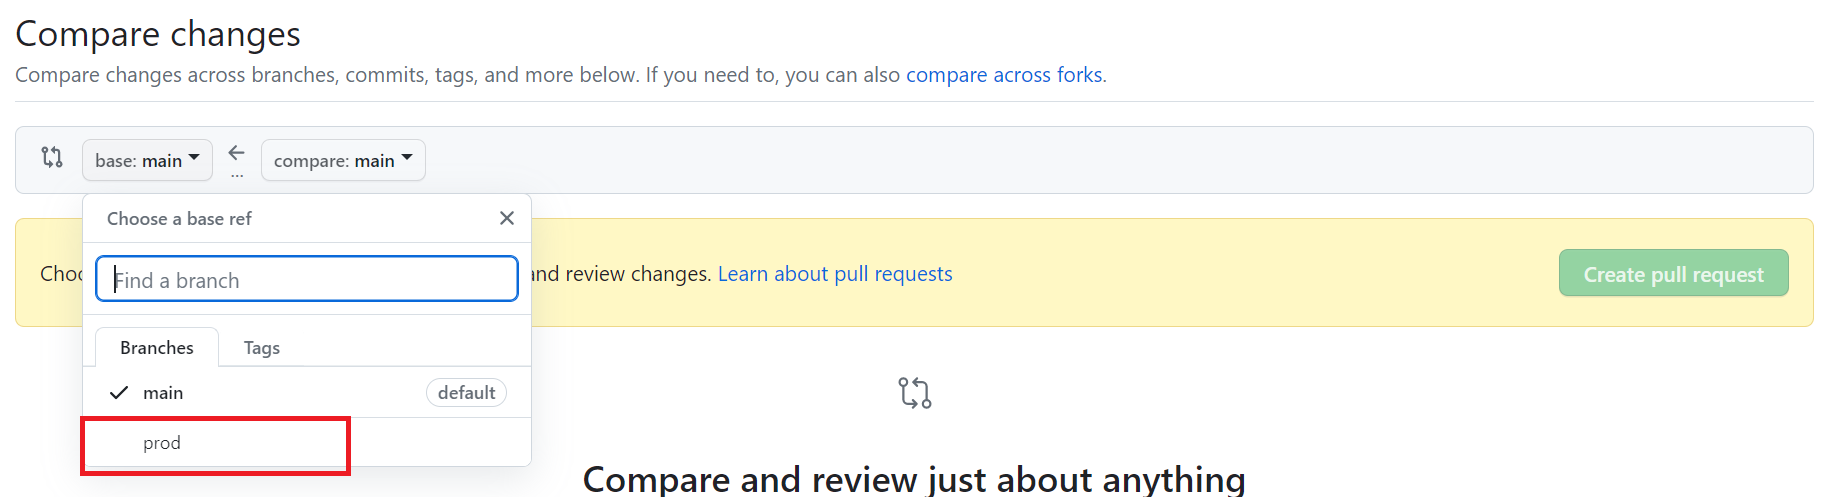 Compare changes
Compare changes across branches, commits, tags, and more below. If you need to, you can also compare across forks.
base: main
...
compare: main
Choose a base ref
Find a branch
and review changes. Learn about pull requests
Create pull request
Branches
Tags
main
default
prod
Compare and review just about anything